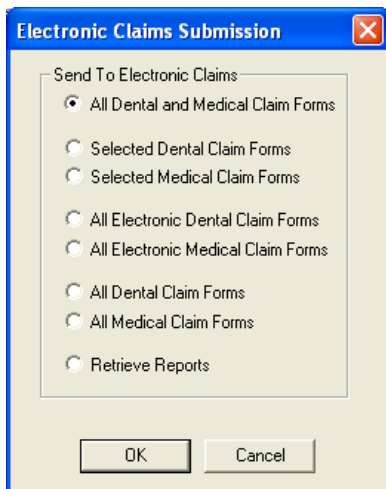 Electronic Claims Submission
Send To Electronic Claims
All Dental and Medical Claim Forms
Selected Dental Claim Forms
Selected Medical Claim Forms
All Electronic Dental Claim Forms
All Electronic Medical Claim Forms
All Dental Claim Forms
All Medical Claim Forms
Retrieve Reports
OK Cancel